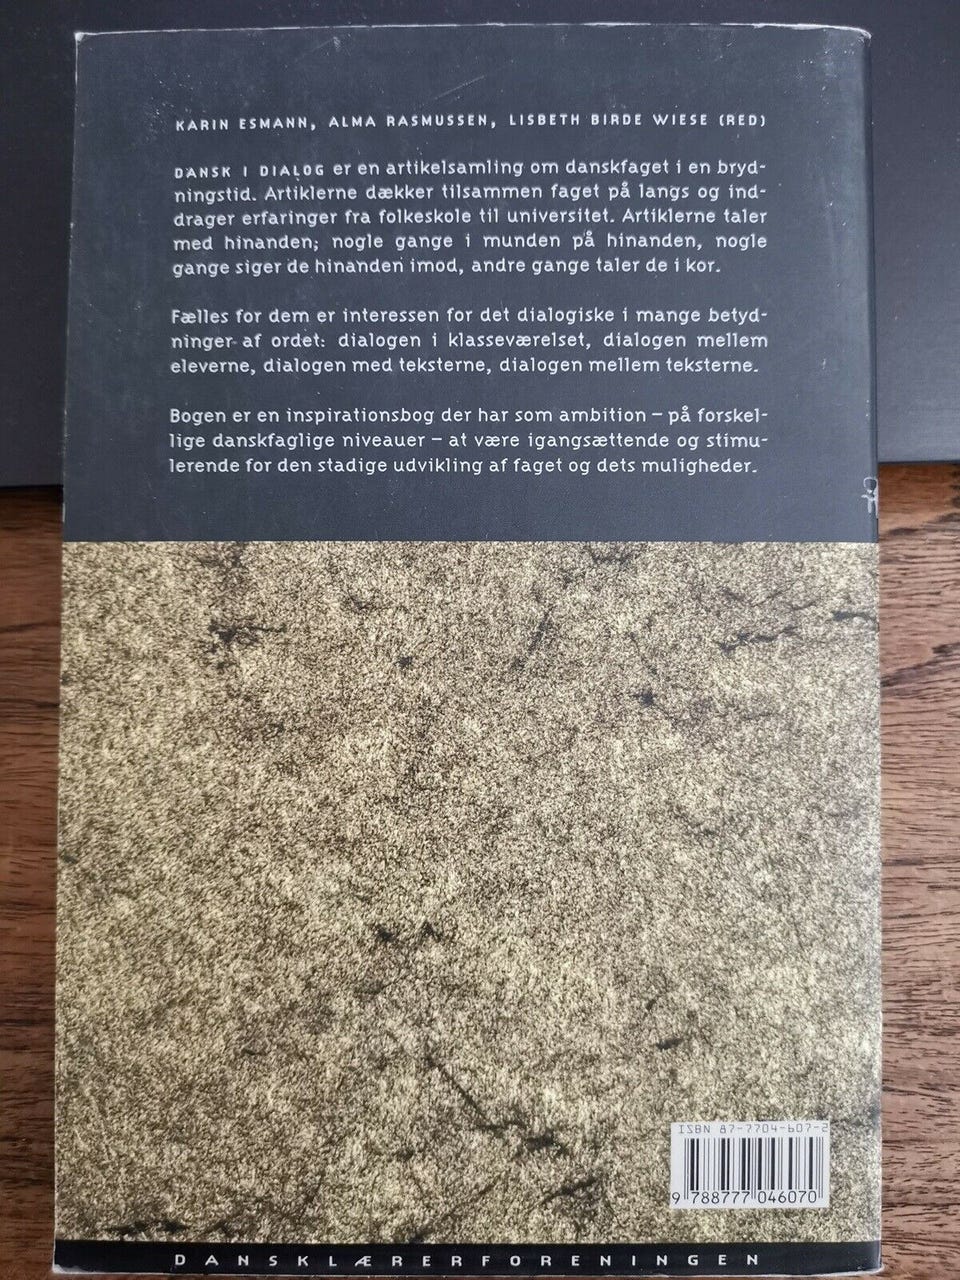 KARIN ESMANN, ALMA RASMUSSEN, LISBETH BIRDE WIESE (RED)
DANSK I DIALOG er en artikelsamling om danskfaget i en bryd-
ningstid. Artiklerne dækker tilsammen faget på langs og ind-
drager erfaringer fra folkeskole til universitet. Artiklerne taler
med hinanden; nogle gange i munden på hinanden, nogle
gange siger de hinanden imod, andre gange taler de i kor.
Fælles for dem er interessen for det dialogiske i mange betyd-
ninger af ordet: dialogen i klasseværelset, dialogen mellem
eleverne, dialogen med teksterne, dialogen mellem teksterne.
Bogen er en inspirationsbog der har som ambition – på forskel-
lige danskfaglige niveauer – at være igangsættende og stimu-
lerende for den stadige udvikling af faget og dets muligheder.
ISBN 87-7704-607-2
9 788777 046070
DANSKLÆRERFORENINGEN